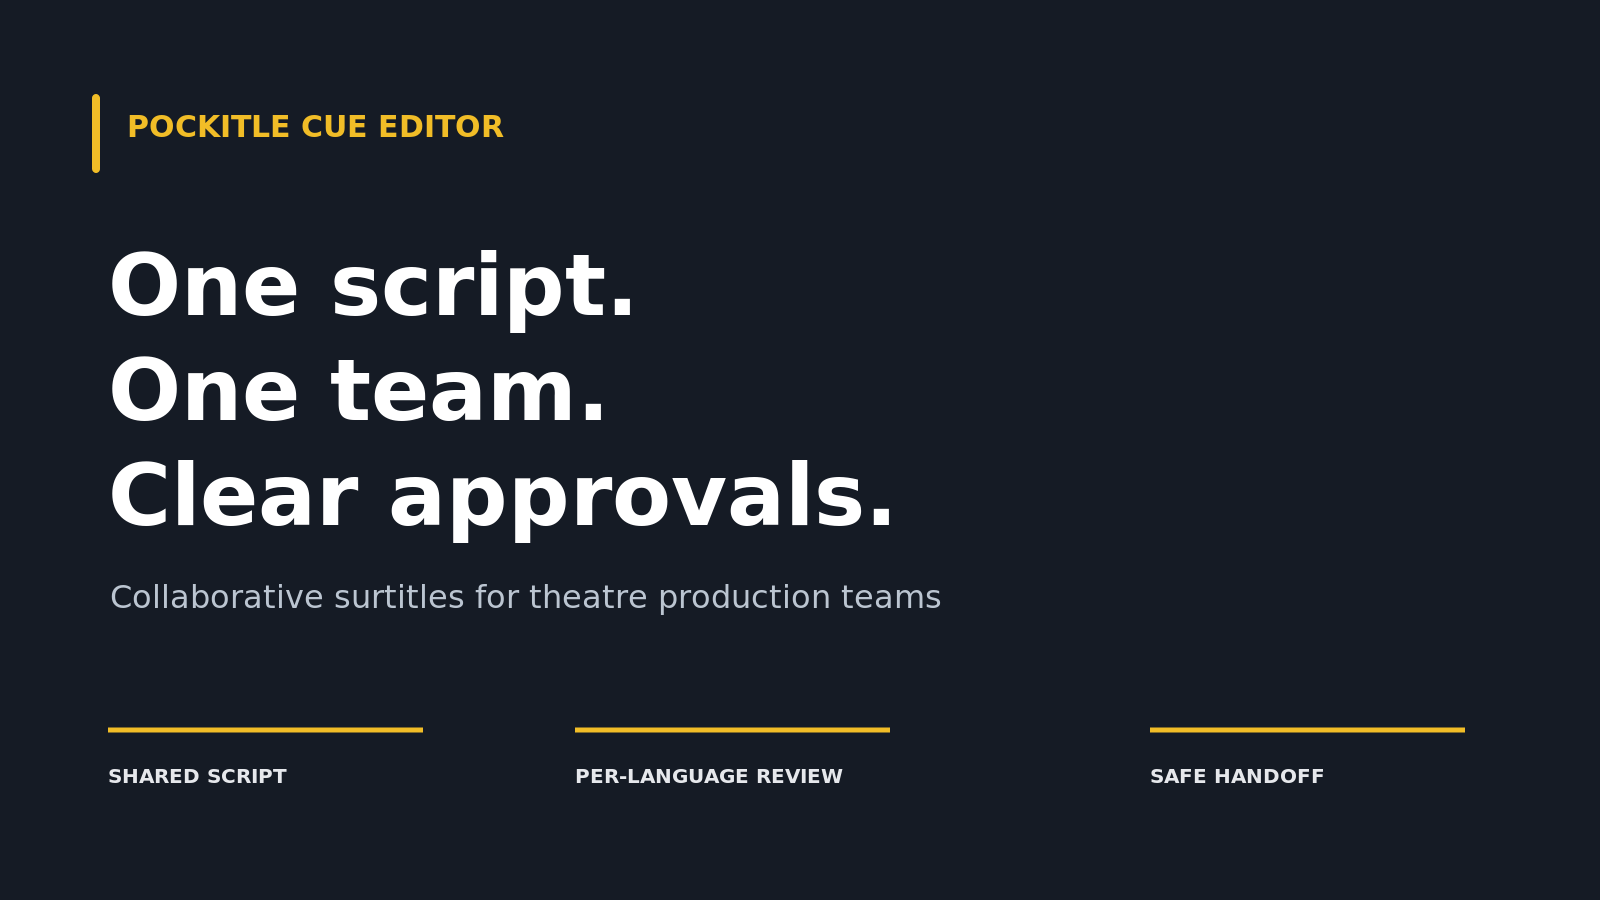 POCKITLE CUE EDITOR
One script.
One team.
Clear approvals.
Collaborative surtitles for theatre production teams
SHARED SCRIPT
PER-LANGUAGE REVIEW
SAFE HANDOFF